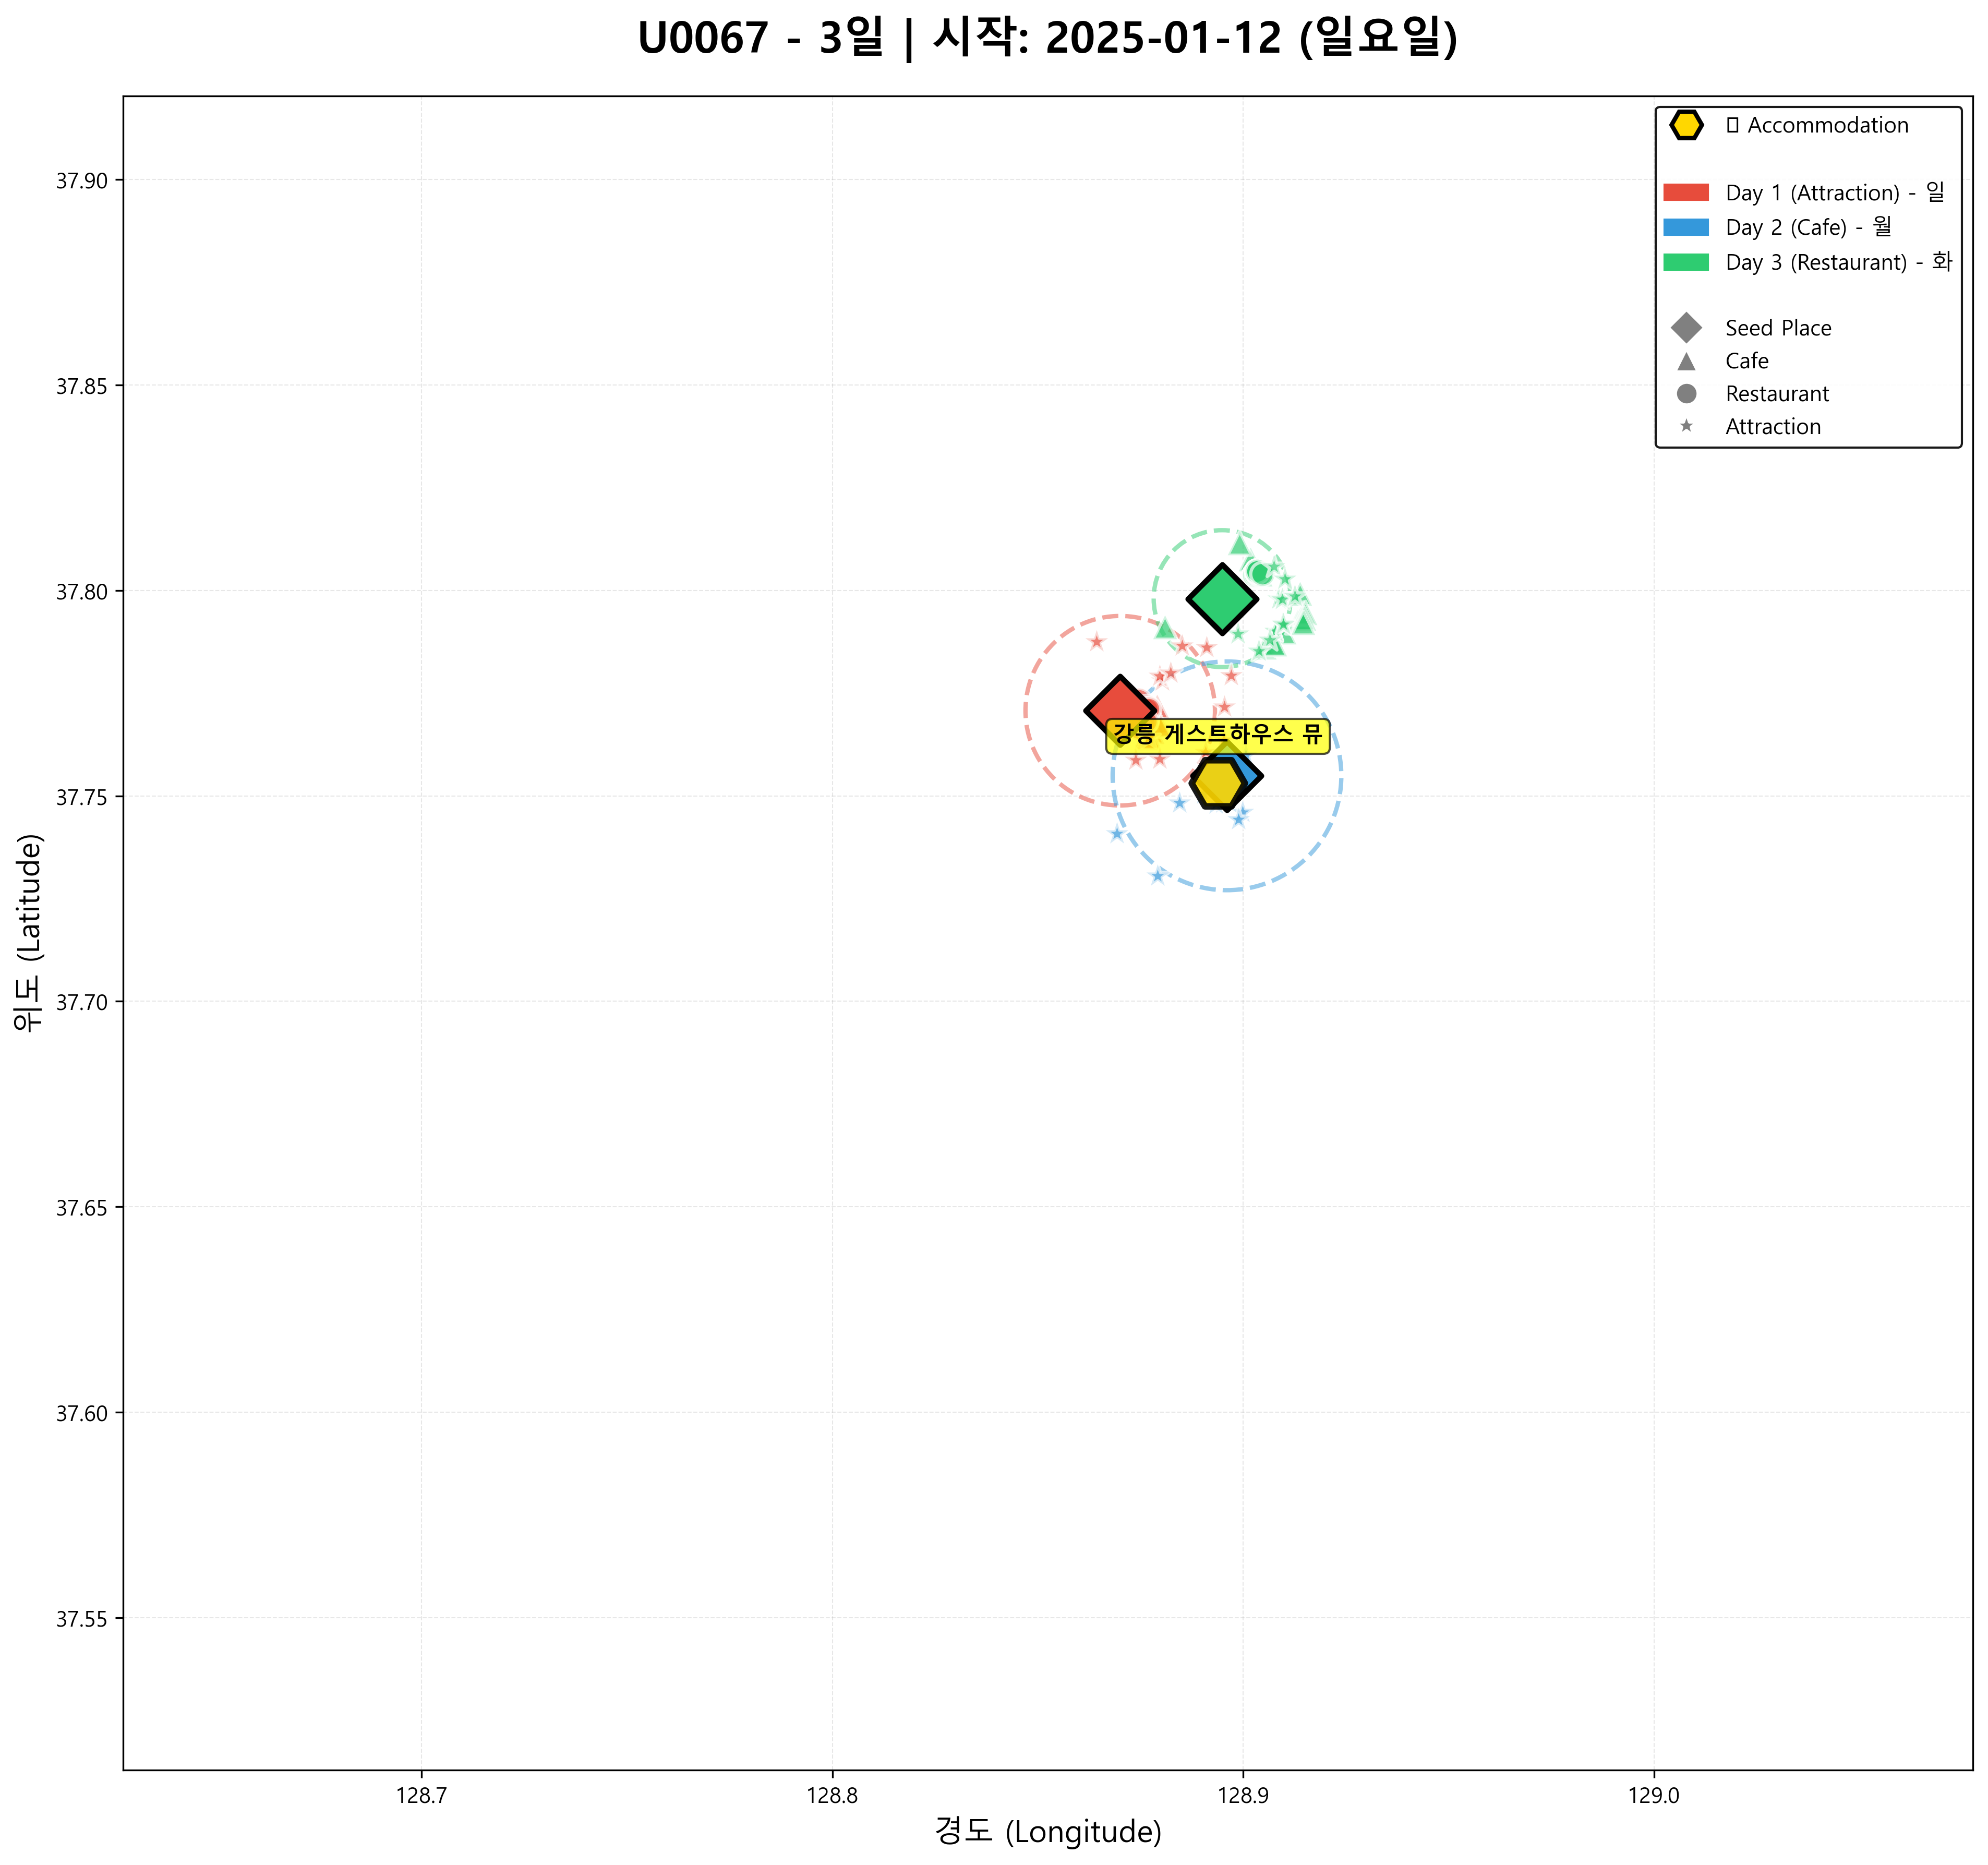 U0067 - 3일 | 시작: 2025-01-12 (일요일)
Accommodation
Day 1 (Attraction) - 일
Day 2 (Cafe) - 월
Day 3 (Restaurant) - 화
Seed Place
Cafe
Restaurant
Attraction
37.90
37.85
37.80
37.75
37.70
37.65
37.60
37.55
위도 (Latitude)
강릉 게스트하우스 뮤
128.7
128.8
128.9
129.0
경도 (Longitude)